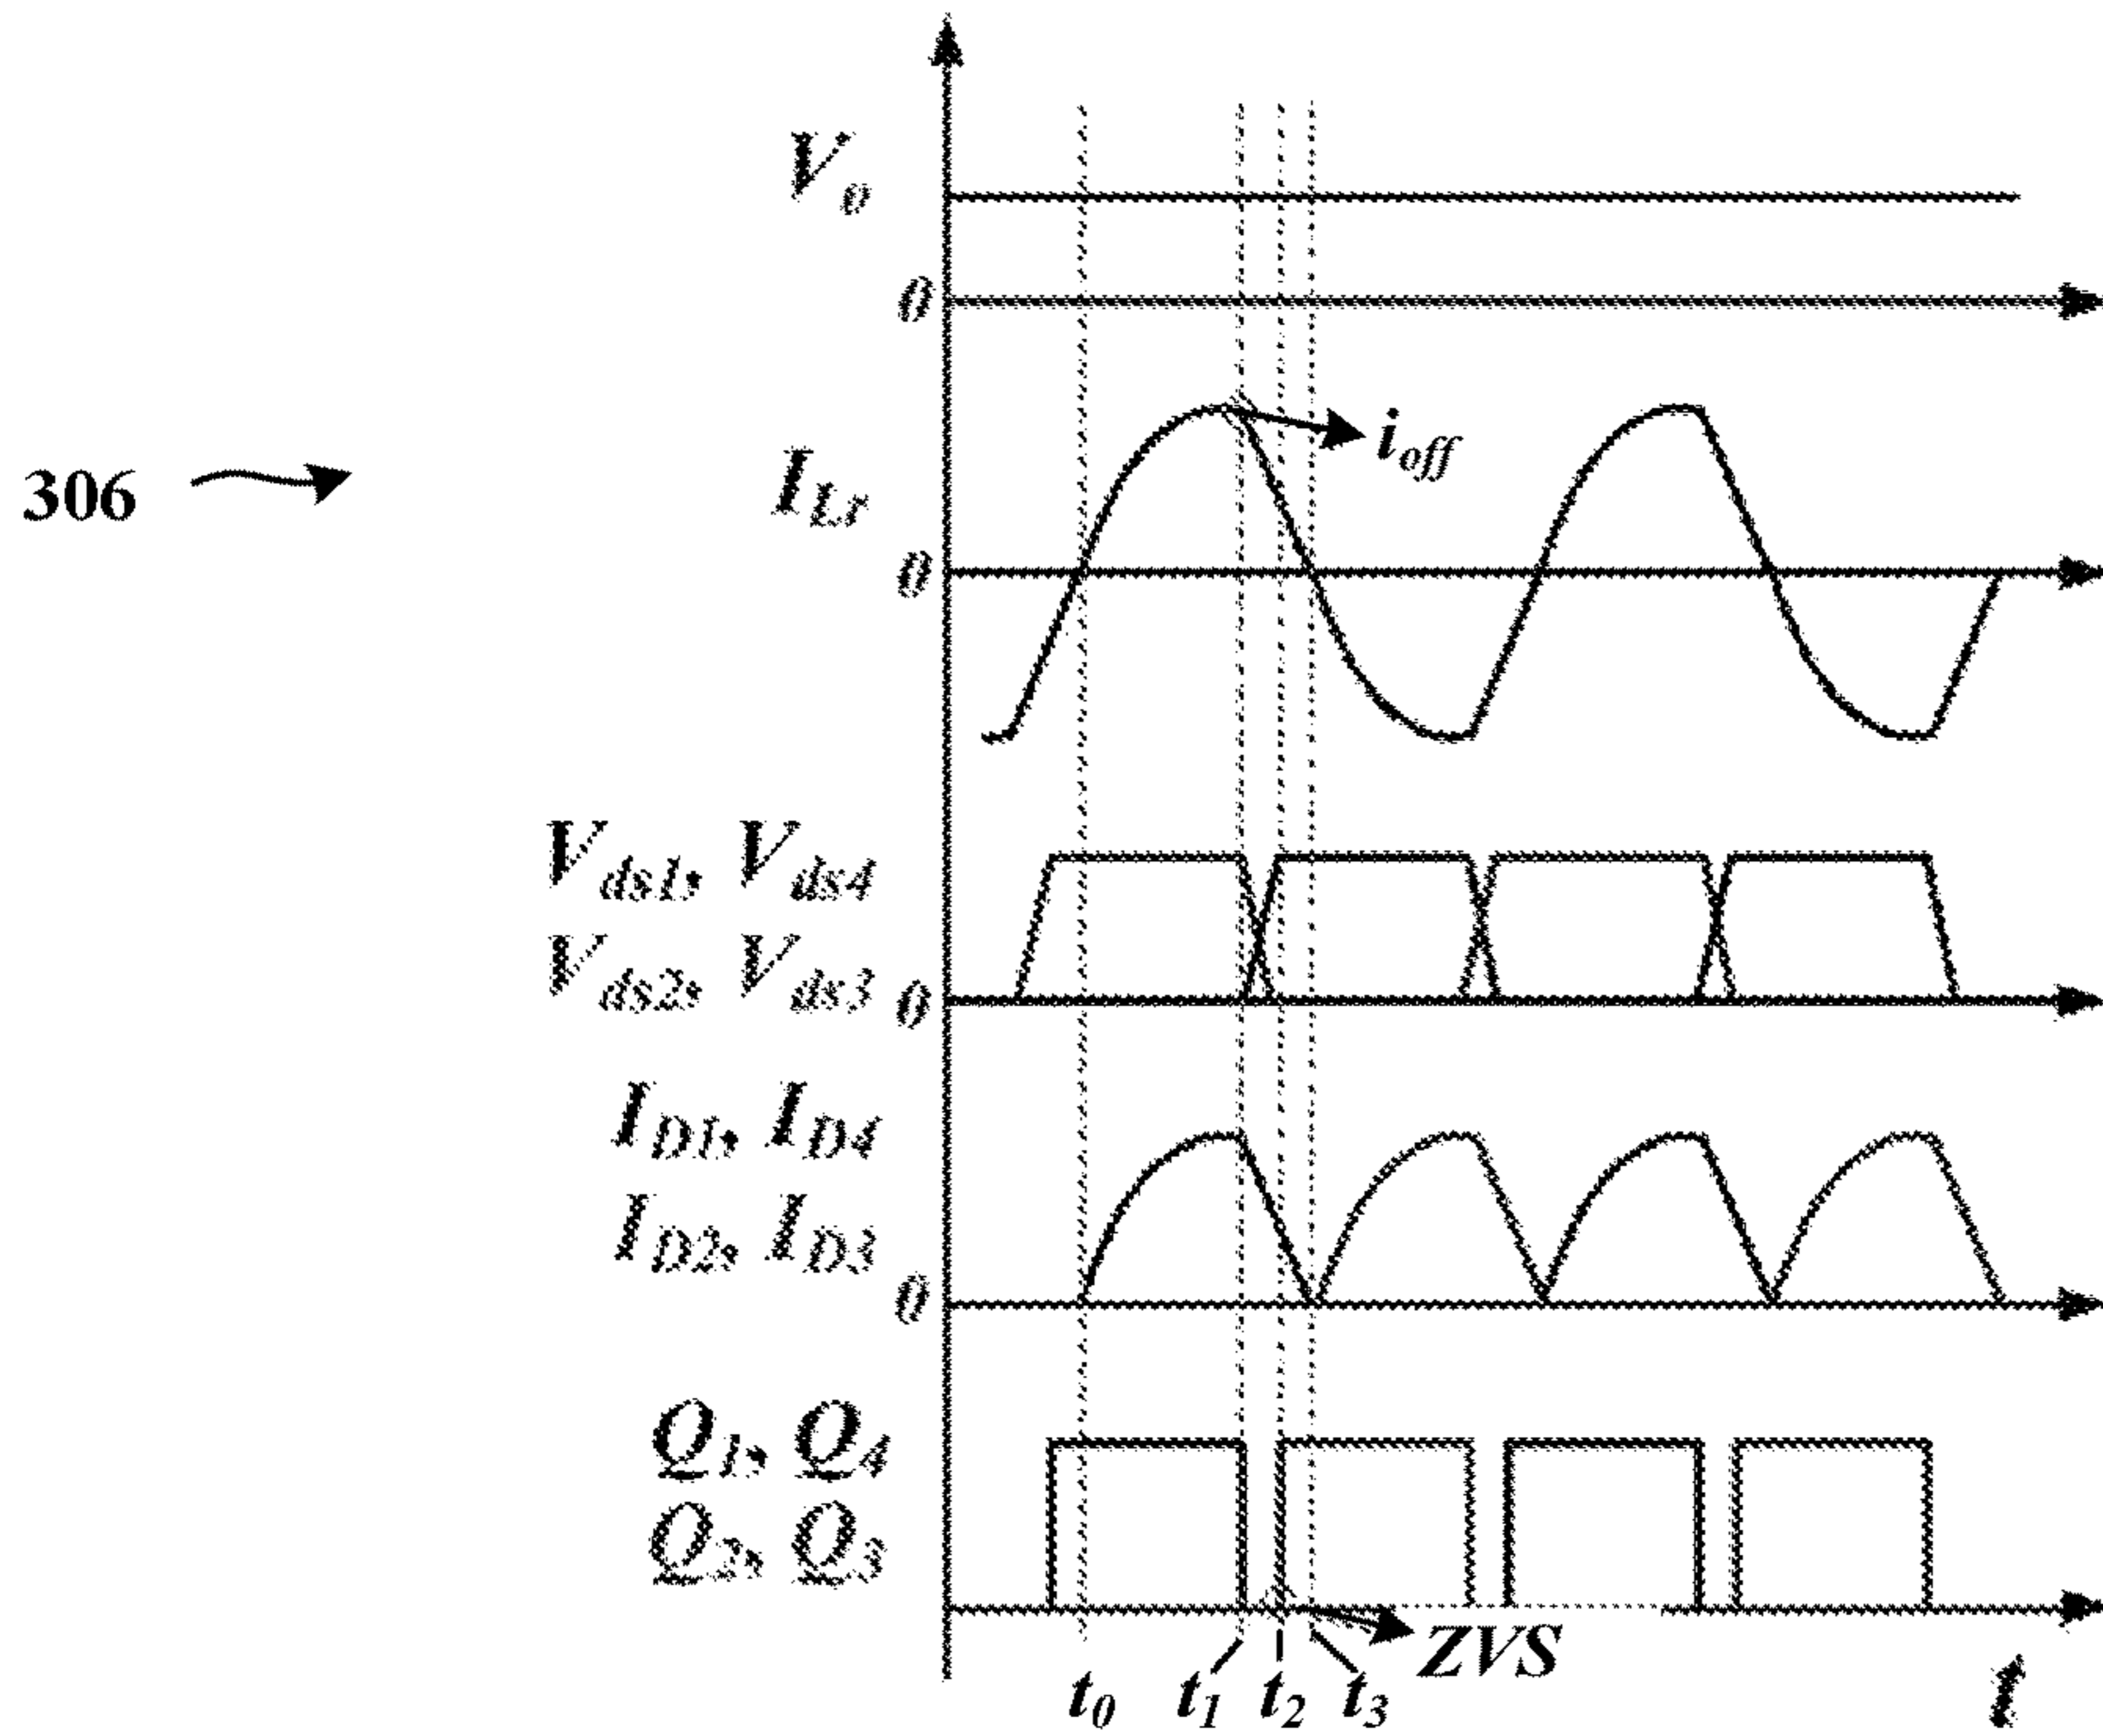 Vo
0
ioff
306
ILr
0
Vds1, Vds4
Vds2, Vds3
0
ID1, ID4
ID2, ID3
0
Q1, Q4
Q2, Q3
ZVS
t0 t1 t2 t3 t